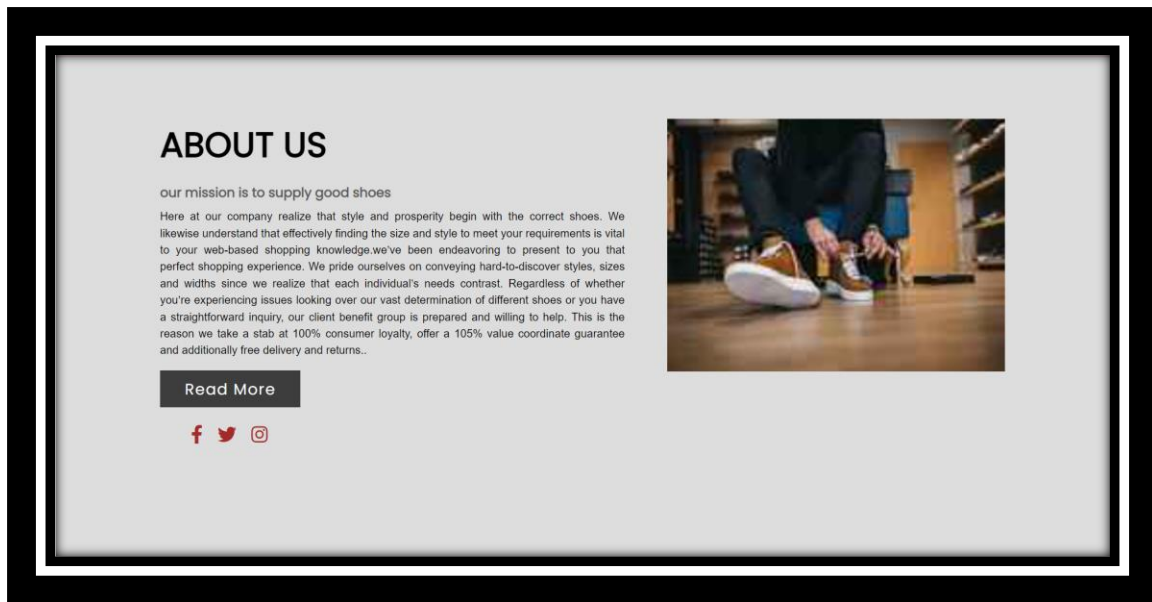 ABOUT US
our mission is to supply good shoes
Here at our company realize that style and prosperity begin with the correct shoes. We
likewise understand that effectively finding the size and style to meet your requirements is vital
to your web-based shopping knowledge.we've been endeavoring to present to you that
perfect shopping experience. We pride ourselves on conveying hard-to-discover styles, sizes
and widths since we realize that each individual's needs contrast. Regardless of whether
you're experiencing issues looking over our vast determination of different shoes or you have
a straightforward inquiry, our client benefit group is prepared and willing to help. This is the
reason we take a stab at 100% consumer loyalty, offer a 105% value coordinate guarantee
and additionally free delivery and returns..
Read More